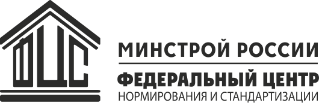 ФЦС
МИНСТРОЙ РОССИИ
ФЕДЕРАЛЬНЫЙ ЦЕНТР
НОРМИРОВАНИЯ И СТАНДАРТИЗАЦИИ